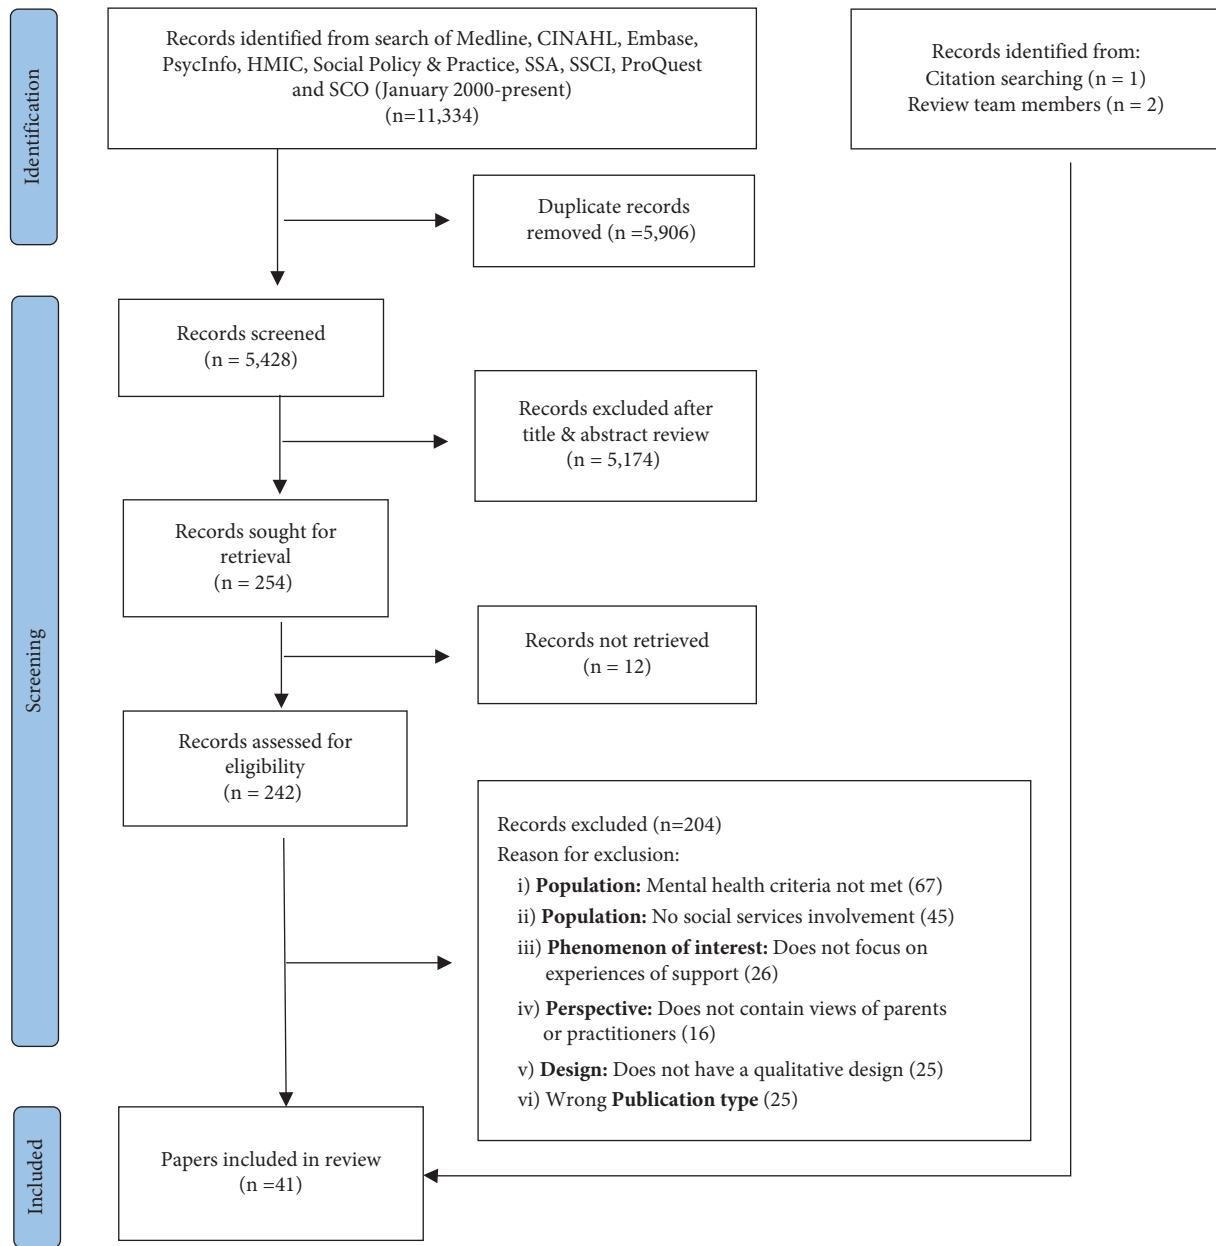 Identification
Records identified from search of Medline, CINAHL, Embase,
PsycInfo, HMIC, Social Policy & Practice, SSA, SSCI, ProQuest
and SCO (January 2000-present)
(n=11,334)
Records identified from:
Citation searching (n = 1)
Review team members (n = 2)
Duplicate records
removed (n =5,906)
Screening
Records screened
(n = 5,428)
Records excluded after
title & abstract review
(n = 5,174)
Records sought for
retrieval
(n = 254)
Records not retrieved
(n = 12)
Records assessed for
eligibility
(n = 242)
Records excluded (n=204)
Reason for exclusion:
i) Population: Mental health criteria not met (67)
ii) Population: No social services involvement (45)
iii) Phenomenon of interest: Does not focus on
experiences of support (26)
iv) Perspective: Does not contain views of parents
or practitioners (16)
v) Design: Does not have a qualitative design (25)
vi) Wrong Publication type (25)
Included
Papers included in review
(n =41)